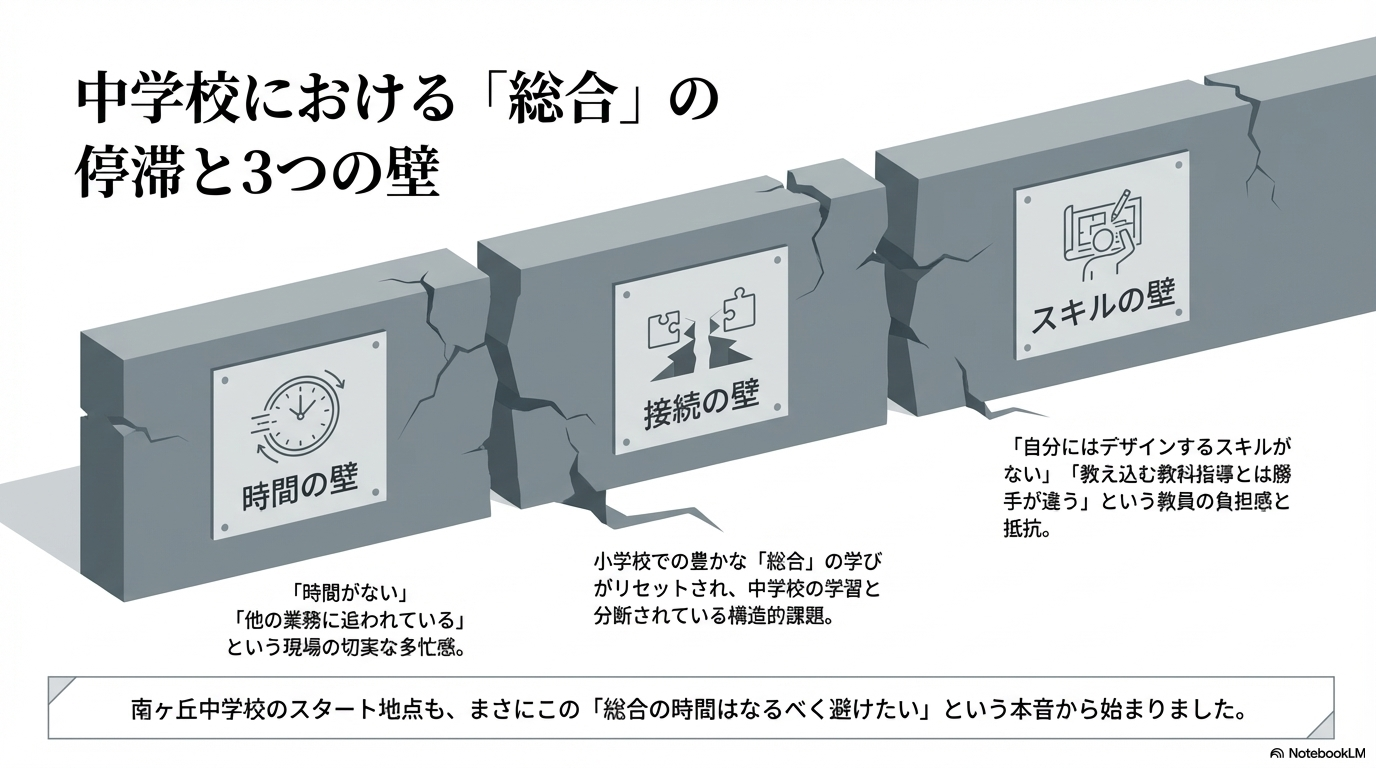 中学校における「総合」の
停滞と3つの壁
時間の壁
接続の壁
スキルの壁
「時間がない」
「他の業務に追われている」
という現場の切実な多忙感。
小学校での豊かな「総合」の学び
がリセットされ、中学校の学習と
分断されている構造的課題。
「自分にはデザインするスキルが
ない」「教え込む教科指導とは勝
手が違う」という教員の負担感と
抵抗。
南ヶ丘中学校のスタート地点も、まさにこの「総合の時間はなるべく避けたい」という本音から始まりました。
NotebookLM